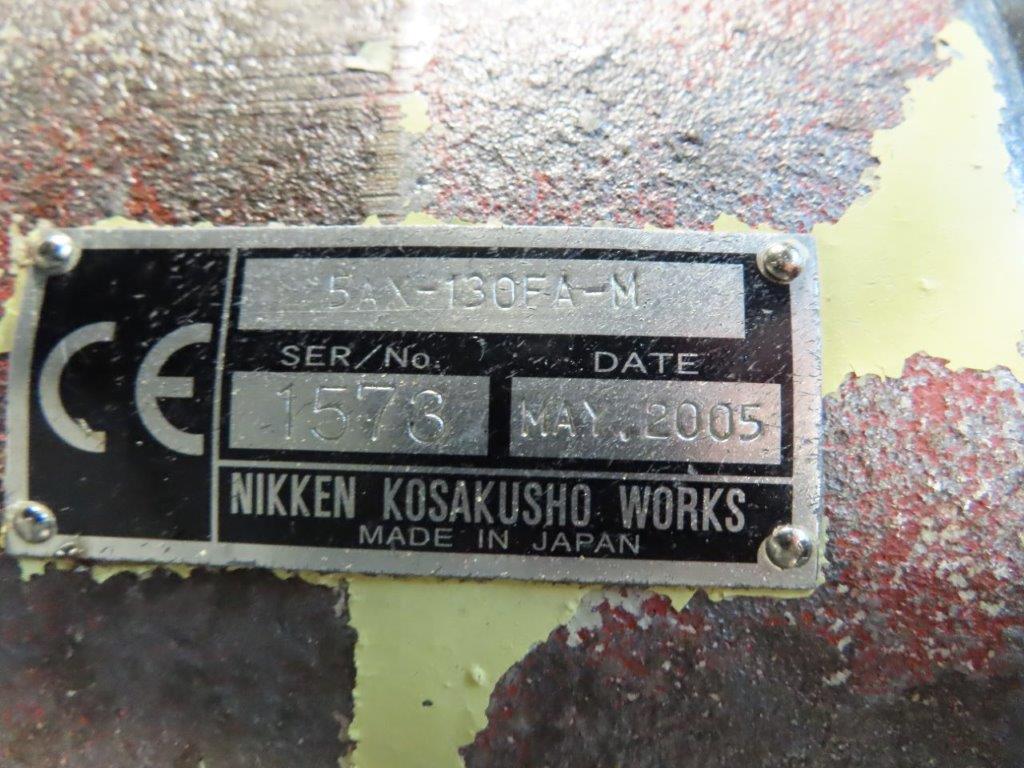 CE
5AX-130FA-M
SER/No. DATE
1573 MAY.2005
NIKKEN KOSAKUSHO WORKS
MADE IN JAPAN